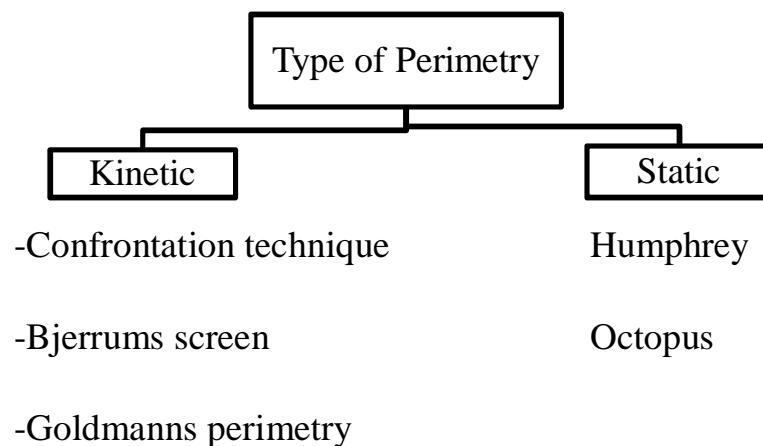 Type of Perimetry
Kinetic
Static
-Confrontation technique
Humphrey
-Bjerrums screen
Octopus
-Goldmanns perimetry